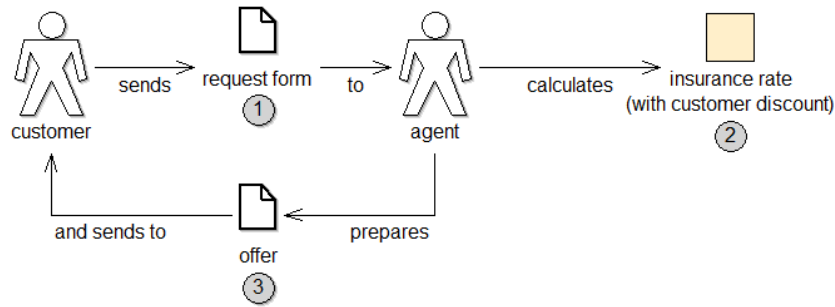 sends
to
calculates
customer
request form
agent
insurance rate
(with customer discount)
1
2
and sends to
prepares
offer
3